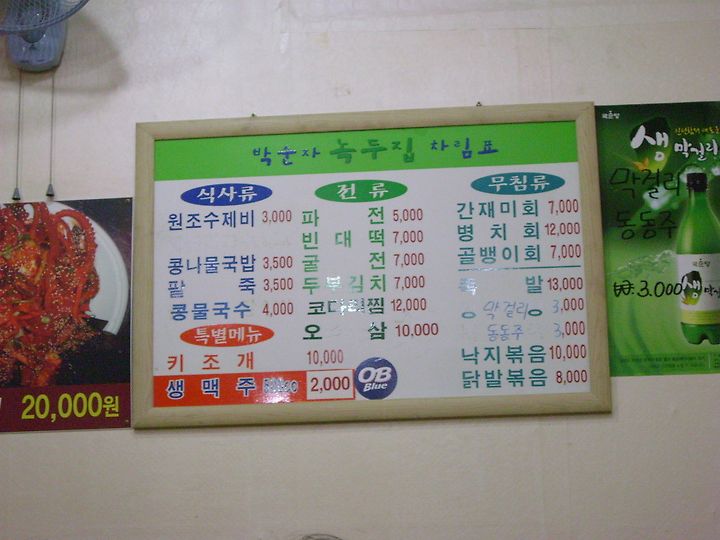 박순자 녹두집 차림표
식사류
원조수제비 3,000
콩나물국밥 3,500
팥 죽 3,500
콩물국수 4,000
특별메뉴
키 조 개 10,000
생 맥 주 500cc 2,000
OB
Blue
전 류
파 전 5,000
빈 대 떡 7,000
굴 전 7,000
두부김치 7,000
코다리찜 12,000
오 삼 10,000
무침류
간재미회 7,000
병 치 회 12,000
골뱅이회 7,000
족 발 13,000
막걸리 3,000
동동주 3,000
낙지볶음 10,000
닭발볶음 8,000
20,000원
생
막걸리
막걸리
동동주
₩3.000
생